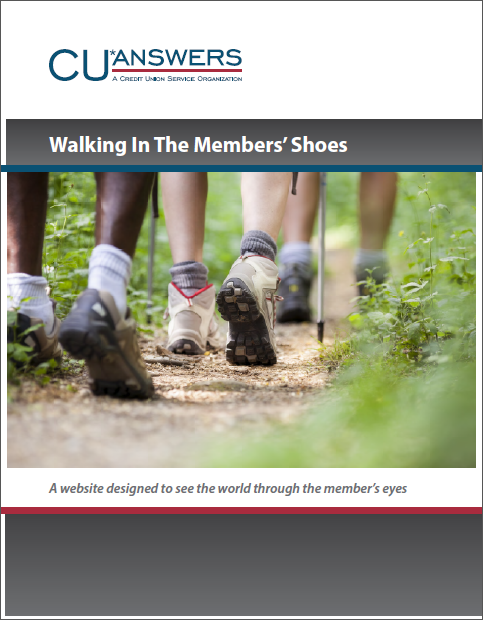 CU*ANSWERS
A CREDIT UNION SERVICE ORGANIZATION
Walking In The Members’ Shoes
A website designed to see the world through the member’s eyes